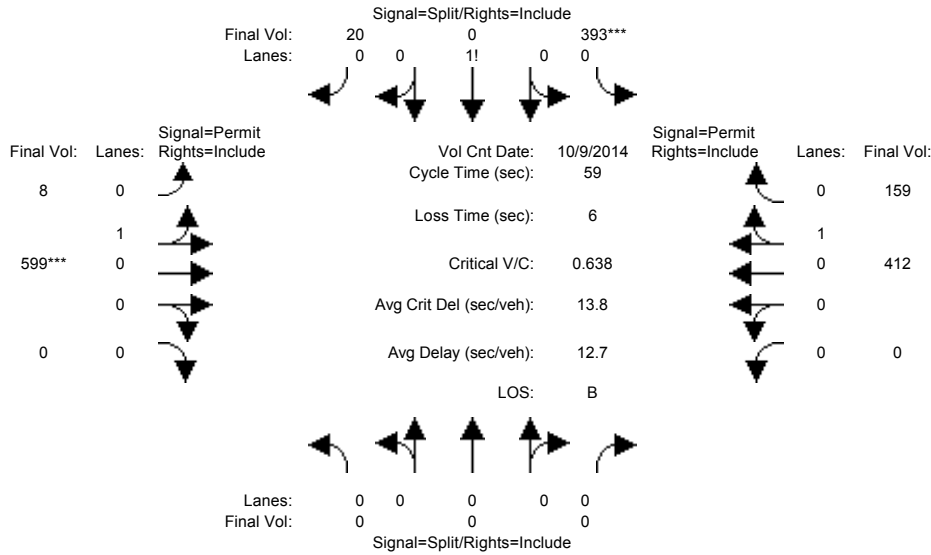 Signal=Split/Rights=Include
Final Vol: 20 0 393***
Lanes: 0 0 1! 0 0
Signal=Permit Signal=Permit
Final Vol: Lanes: Rights=Include Vol Cnt Date: 10/9/2014 Rights=Include Lanes: Final Vol:
Cycle Time (sec): 59
8 0 0 159
Loss Time (sec): 6
1 1
599*** 0 Critical V/C: 0.638 0 412
0 Avg Crit Del (sec/veh): 13.8 0
0 0 Avg Delay (sec/veh): 12.7 0 0
LOS: B
Lanes: 0 0 0 0 0
Final Vol: 0 0 0
Signal=Split/Rights=Include